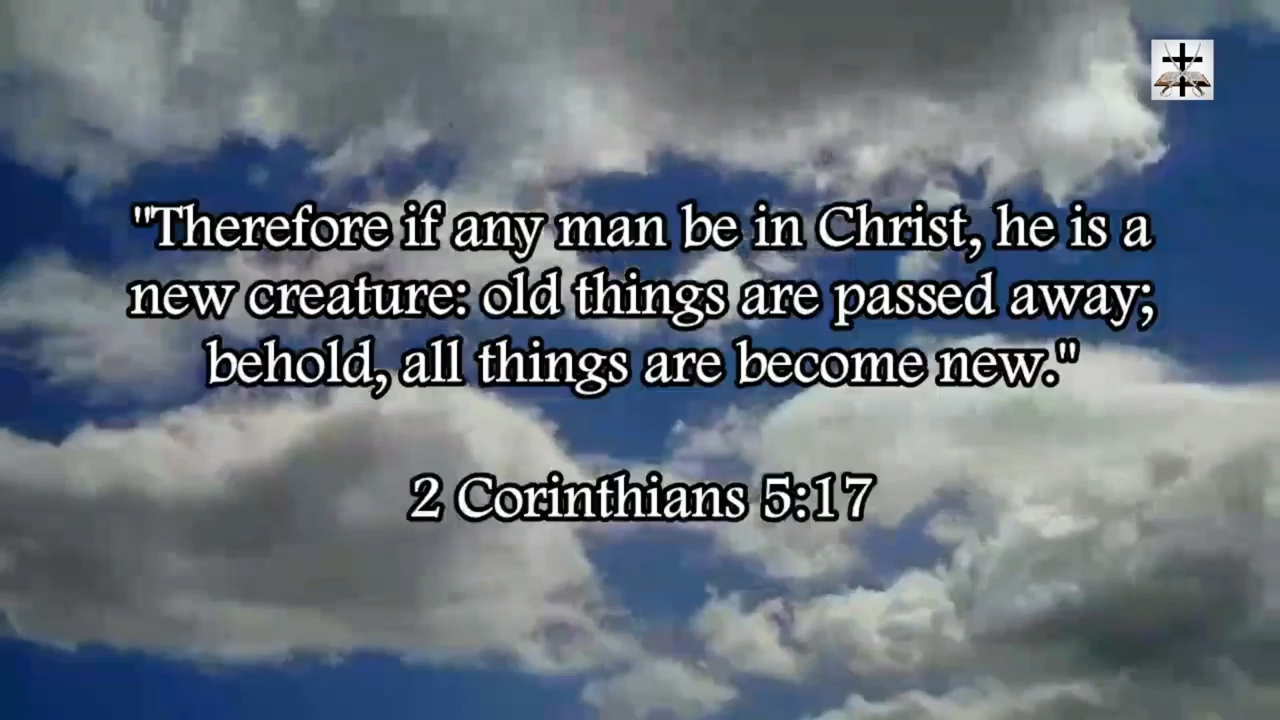 "Therefore if any man be in Christ, he is a
new creature: old things are passed away;
behold, all things are become new."
2 Corinthians 5:17